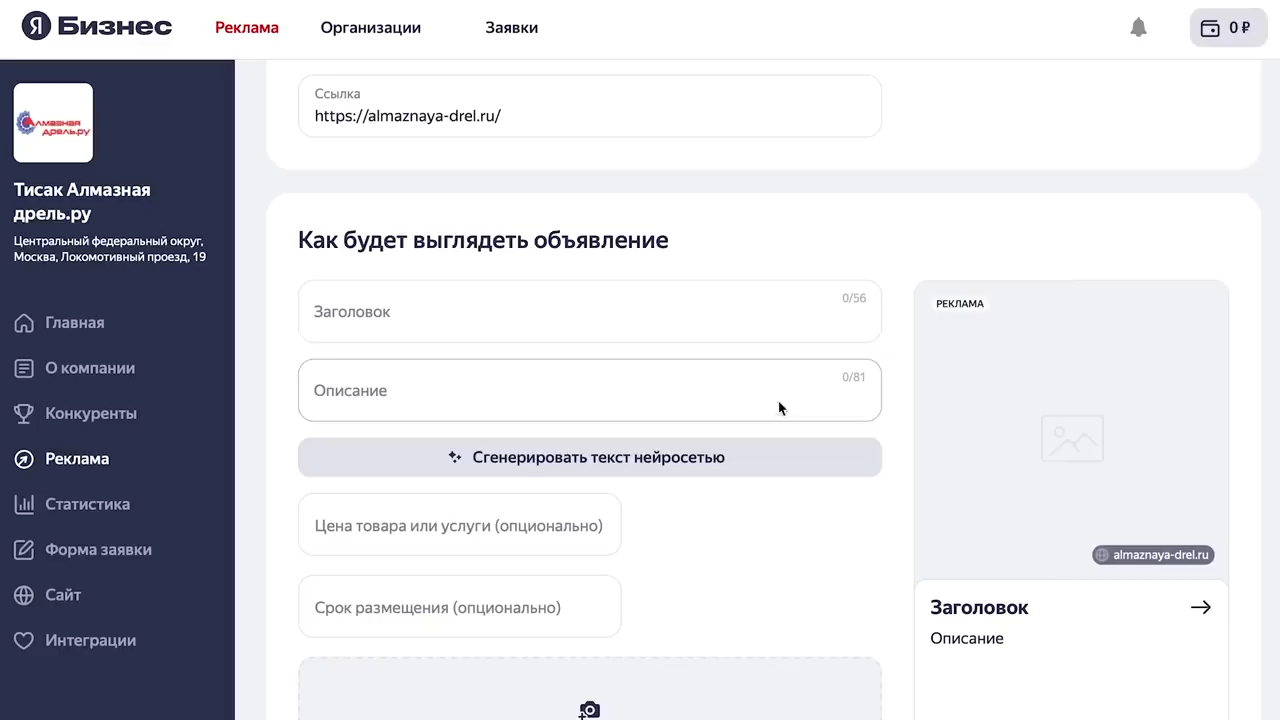 Я Бизнес
Реклама
Организации
Заявки
0 ₽
Алмазная
дрель.ру
Тисак Алмазная
дрель.ру
Центральный федеральный округ,
Москва, Локомотивный проезд, 19
Главная
О компании
Конкуренты
Реклама
Статистика
Форма заявки
Сайт
Интеграции
Ссылка
https://almaznaya-drel.ru/
Как будет выглядеть объявление
Заголовок
0/56
Описание
0/81
Сгенерировать текст нейросетью
Цена товара или услуги (опционально)
Срок размещения (опционально)
РЕКЛАМА
almaznaya-drel.ru
Заголовок
Описание